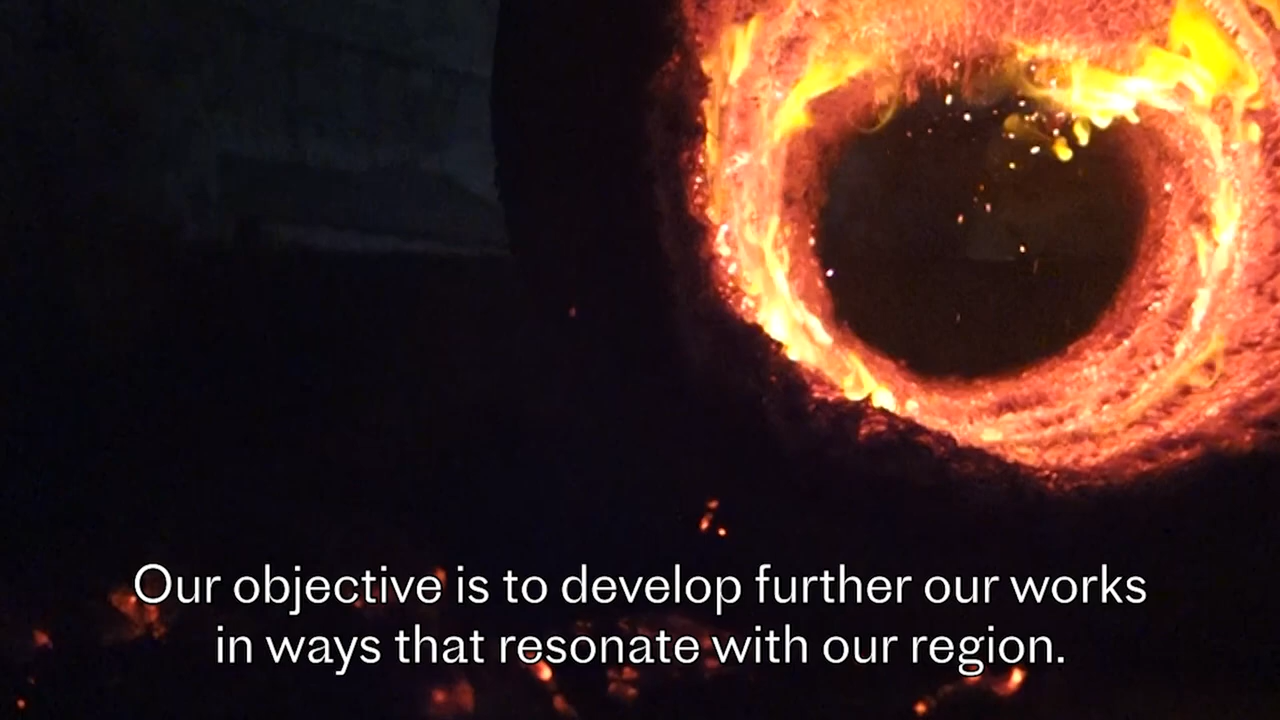 Our objective is to develop further our works
in ways that resonate with our region.